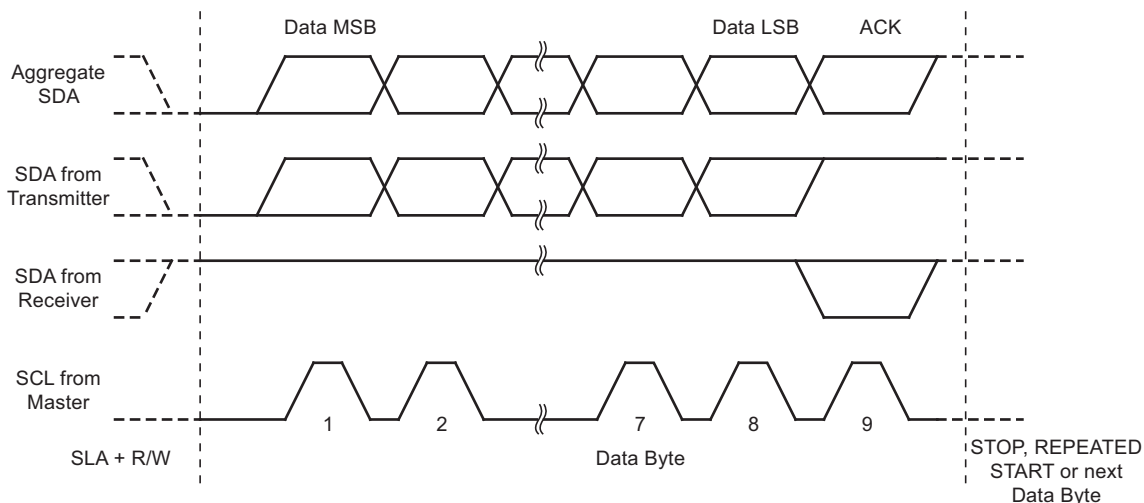 Data MSB
Data LSB
ACK
Aggregate
SDA
SDA from
Transmitter
SDA from
Receiver
SCL from
Master
1
2
7
8
9
SLA + R/W
Data Byte
STOP, REPEATED
START or next
Data Byte